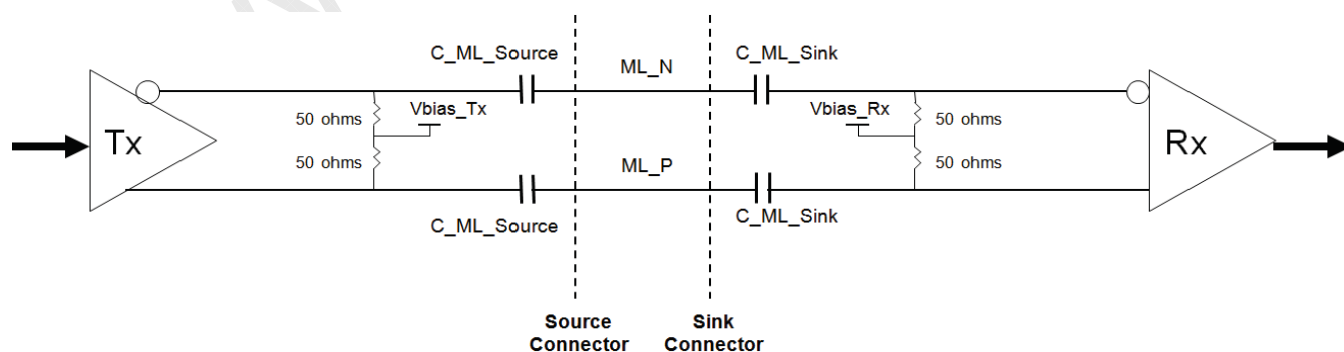 C_ML_Source
ML_N
C_ML_Sink
Vbias_Tx
Vbias_Rx
50 ohms
50 ohms
Tx
Rx
50 ohms
50 ohms
ML_P
C_ML_Source
C_ML_Sink
Source
Connector
Sink
Connector